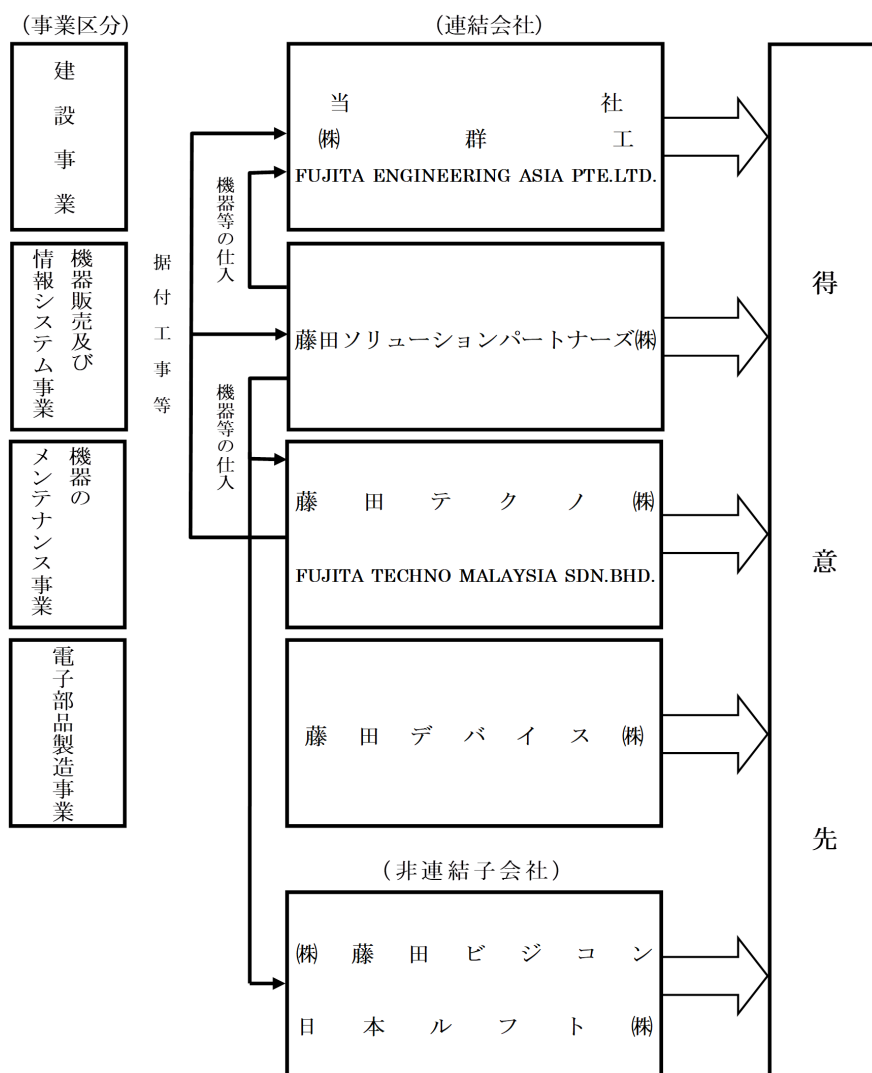 （事業区分）
（連結会社）
建設事業
当社
㈱群工
FUJITA ENGINEERING ASIA PTE.LTD.
機器等の仕入
機器販売及び
情報システム事業
据付工事等
藤田ソリューションパートナーズ㈱
機器等の仕入
機器の
メンテナンス事業
藤田テクノ㈱
FUJITA TECHNO MALAYSIA SDN.BHD.
電子部品製造事業
藤田デバイス㈱
（非連結子会社）
㈱藤田ビジコン
日本ルフト㈱
得意先